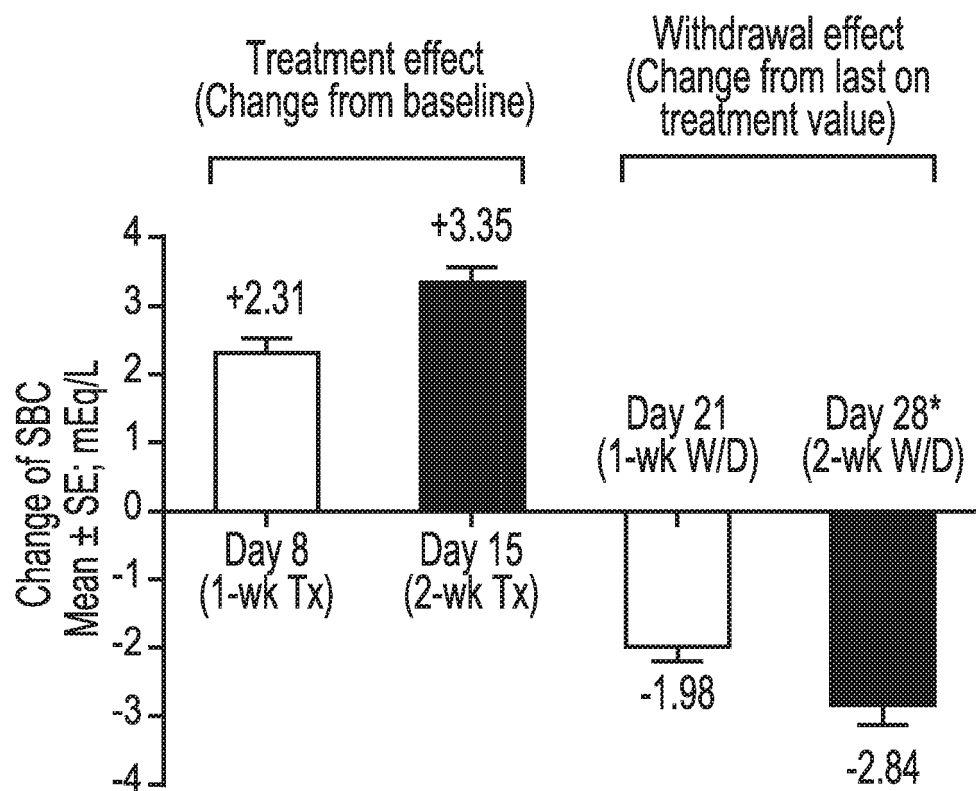 Treatment effect
(Change from baseline)
Withdrawal effect
(Change from last on
treatment value)
Change of SBC
Mean ± SE; mEq/L
4
3
2
1
0
-1
-2
-3
-4
+2.31
+3.35
Day 8
(1-wk Tx)
Day 15
(2-wk Tx)
Day 21
(1-wk W/D)
Day 28*
(2-wk W/D)
-1.98
-2.84